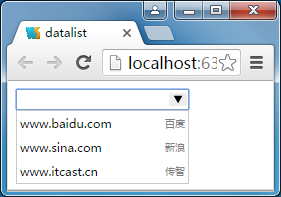 datalist
localhost:63
www.baidu.com 百度
www.sina.com 新浪
www.itcast.cn 传智